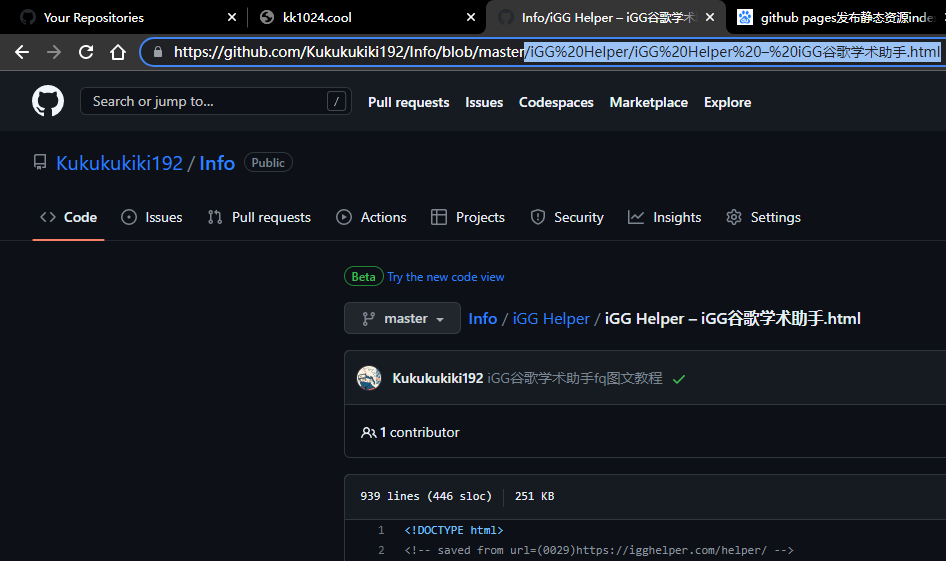 Your Repositories
kk1024.cool
Info/iGG Helper – iGG谷歌学术
github pages发布静态资源inde
https://github.com/Kukukukiki192/Info/blob/master/iGG%20Helper/iGG%20Helper%20–%20iGG谷歌学术助手.html
Search or jump to...
/
Pull requests
Issues
Codespaces
Marketplace
Explore
Kukukukiki192 / Info
Public
Code
Issues
Pull requests
Actions
Projects
Security
Insights
Settings
Beta Try the new code view
master
Info / iGG Helper / iGG Helper – iGG谷歌学术助手.html
Kukukukiki192 iGG谷歌学术助手fq图文教程
1 contributor
939 lines (446 sloc)
251 KB
1 <!DOCTYPE html>
2 <!-- saved from url=(0029)https://igghelper.com/helper/ -->